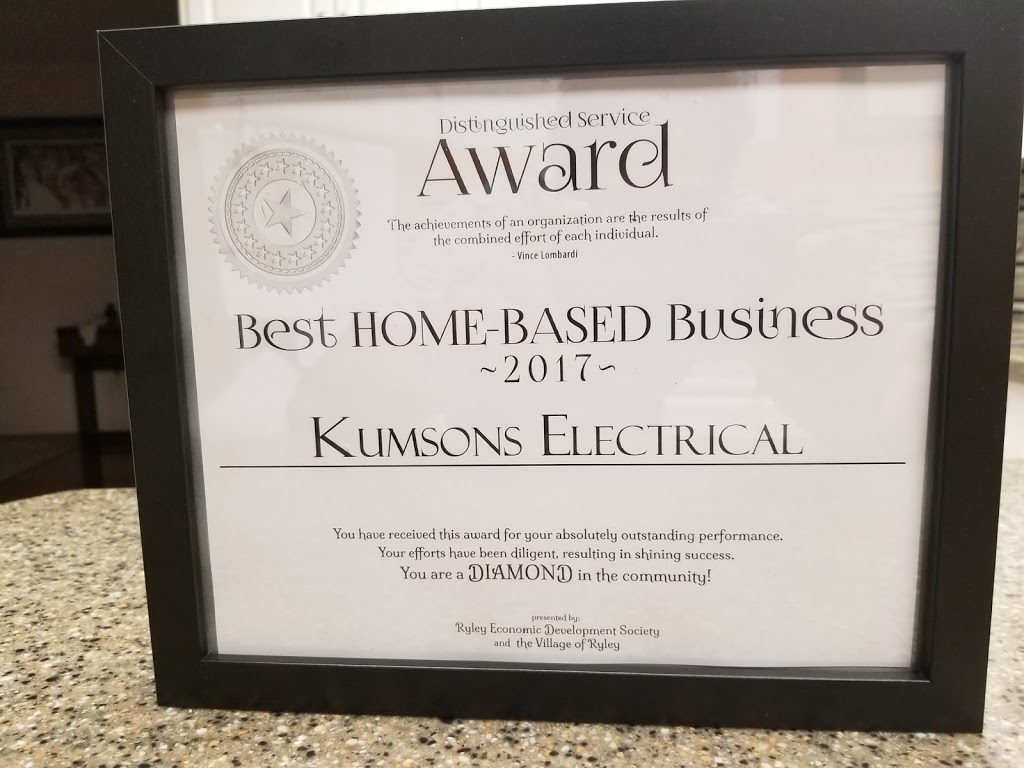 Distinguished Service
Award
The achievements of an organization are the results of
the combined effort of each individual.
- Vince Lombardi
Best HOME-BASED Business
~2017~
KUMSONS ELECTRICAL
You have received this award for your absolutely outstanding performance.
Your efforts have been diligent, resulting in shining success.
You are a DIAMOND in the community!
presented by:
Ryley Economic Development Society
and the Village of Ryley